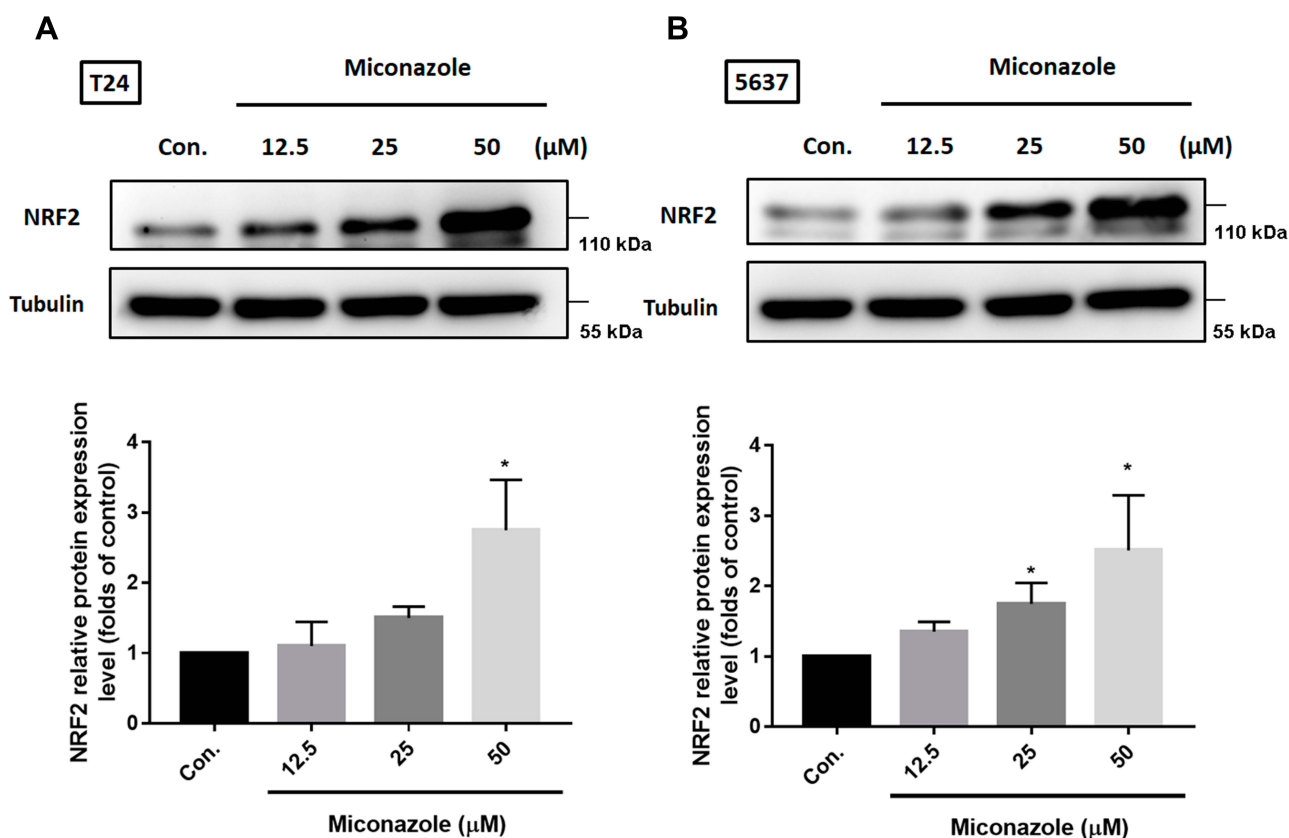 A
T24
Miconazole
Con. 12.5 25 50 (μM)
NRF2
110 kDa
Tubulin
55 kDa
NRF2 relative protein expression
level (folds of control)
4
3
2
1
0
*
Con. 12.5 25 50
Miconazole (μM)
B
5637
Miconazole
Con. 12.5 25 50 (μM)
NRF2
110 kDa
Tubulin
55 kDa
NRF2 relative protein expression
level (folds of control)
4
3
2
1
0
* *
Con. 12.5 25 50
Miconazole (μM)